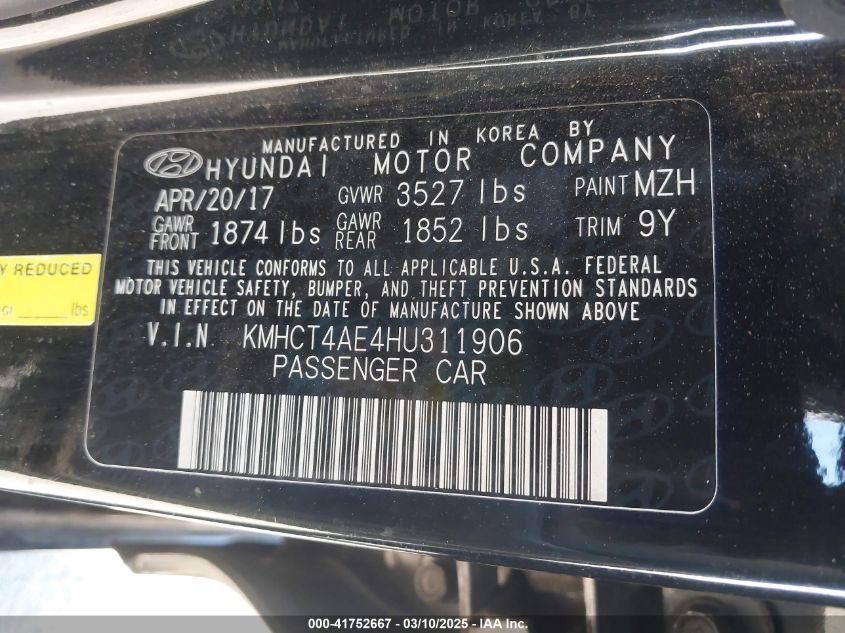 MANUFACTURED IN KOREA BY
HYUNDAI MOTOR COMPANY
APR/20/17 GVWR 3527 lbs PAINT MZH
GAWR FRONT 1874 lbs GAWR REAR 1852 lbs TRIM 9Y
THIS VEHICLE CONFORMS TO ALL APPLICABLE U.S.A. FEDERAL
MOTOR VEHICLE SAFETY, BUMPER, AND THEFT PREVENTION STANDARDS
IN EFFECT ON THE DATE OF MANUFACTURE SHOWN ABOVE
V.I.N KMHCT4AE4HU311906
PASSENGER CAR
Y REDUCED
lbs
000-41752667 - 03/10/2025 - © IAA Inc.